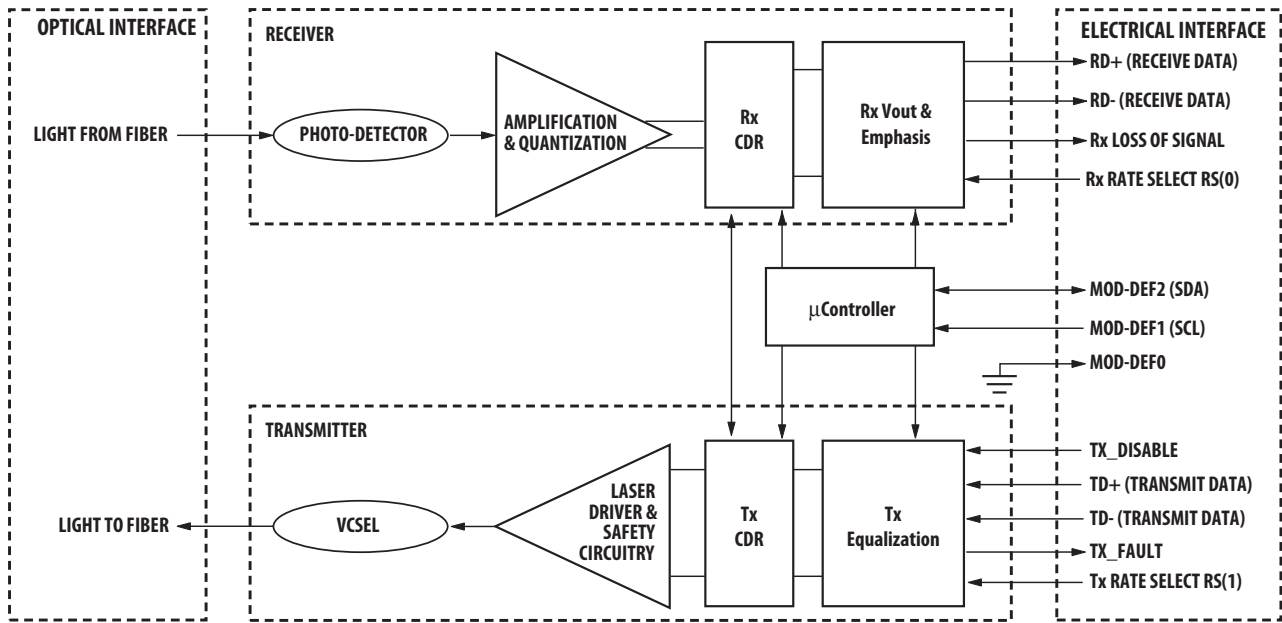 OPTICAL INTERFACE
RECEIVER
ELECTRICAL INTERFACE
LIGHT FROM FIBER
PHOTO-DETECTOR
AMPLIFICATION
& QUANTIZATION
Rx
CDR
Rx Vout &
Emphasis
RD+ (RECEIVE DATA)
RD- (RECEIVE DATA)
Rx LOSS OF SIGNAL
Rx RATE SELECT RS(0)
μController
MOD-DEF2 (SDA)
MOD-DEF1 (SCL)
MOD-DEF0
TRANSMITTER
LIGHT TO FIBER
VCSEL
LASER
DRIVER &
SAFETY
CIRCUITRY
Tx
CDR
Tx
Equalization
TX_DISABLE
TD+ (TRANSMIT DATA)
TD- (TRANSMIT DATA)
TX_FAULT
Tx RATE SELECT RS(1)